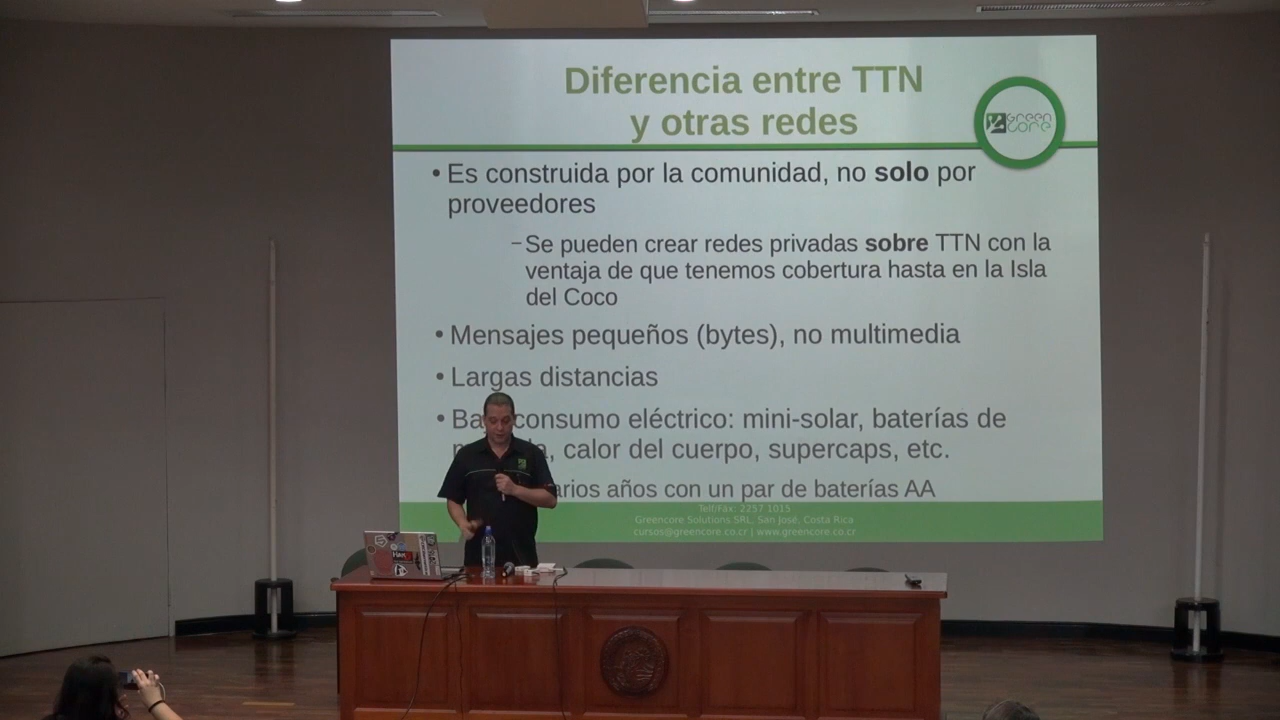 Diferencia entre TTN
y otras redes
GREEN
CORE
• Es construida por la comunidad, no solo por
proveedores
– Se pueden crear redes privadas sobre TTN con la
ventaja de que tenemos cobertura hasta en la Isla
del Coco
• Mensajes pequeños (bytes), no multimedia
• Largas distancias
• consumo eléctrico: mini-solar, baterías de
calor del cuerpo, supercaps, etc.
años con un par de baterías AA
Telf/Fax: 2257 1015
Greencore Solutions SRL, San José, Costa Rica
cursos@greencore.co.cr | www.greencore.co.cr